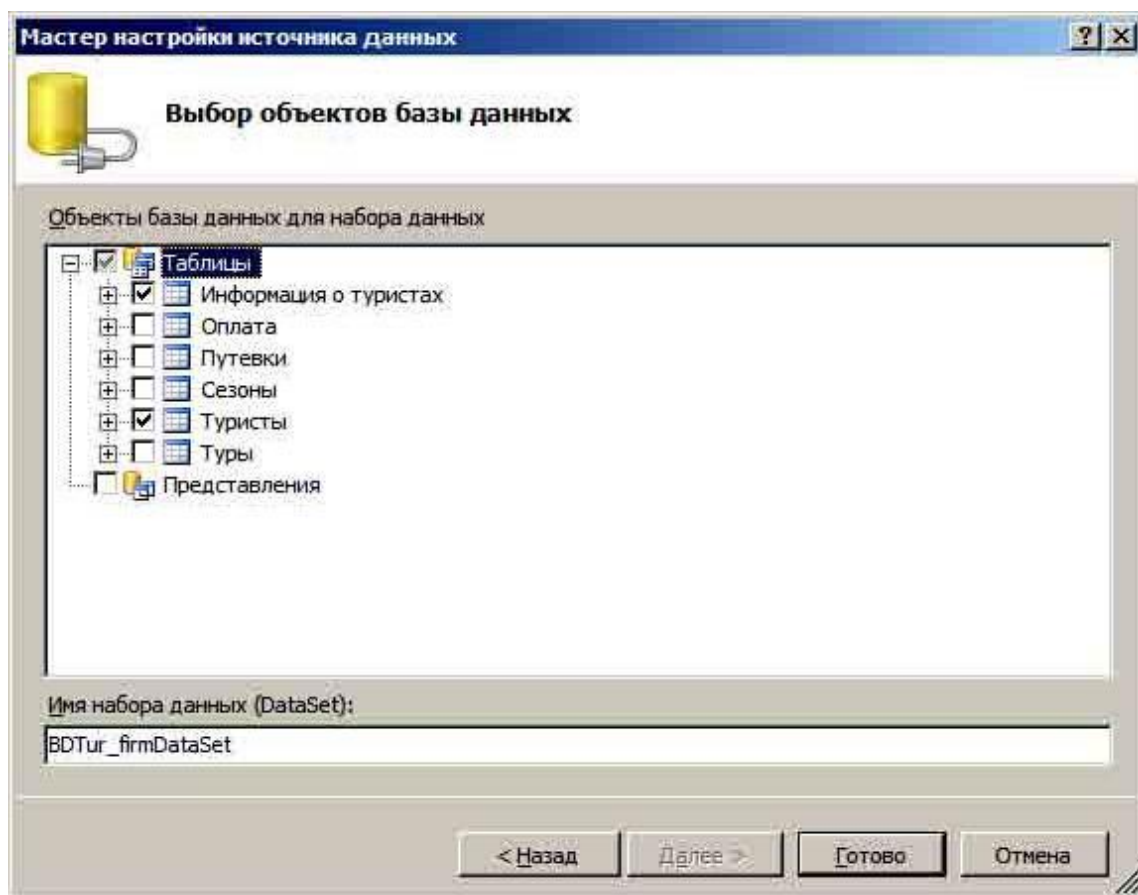 Мастер настройки источника данных
Выбор объектов базы данных
Объекты базы данных для набора данных
Таблицы
Информация о туристах
Оплата
Путевки
Сезоны
Туристы
Туры
Представления
Имя набора данных (DataSet):
BDTur_firmDataSet
< Назад Далее > Готово Отмена